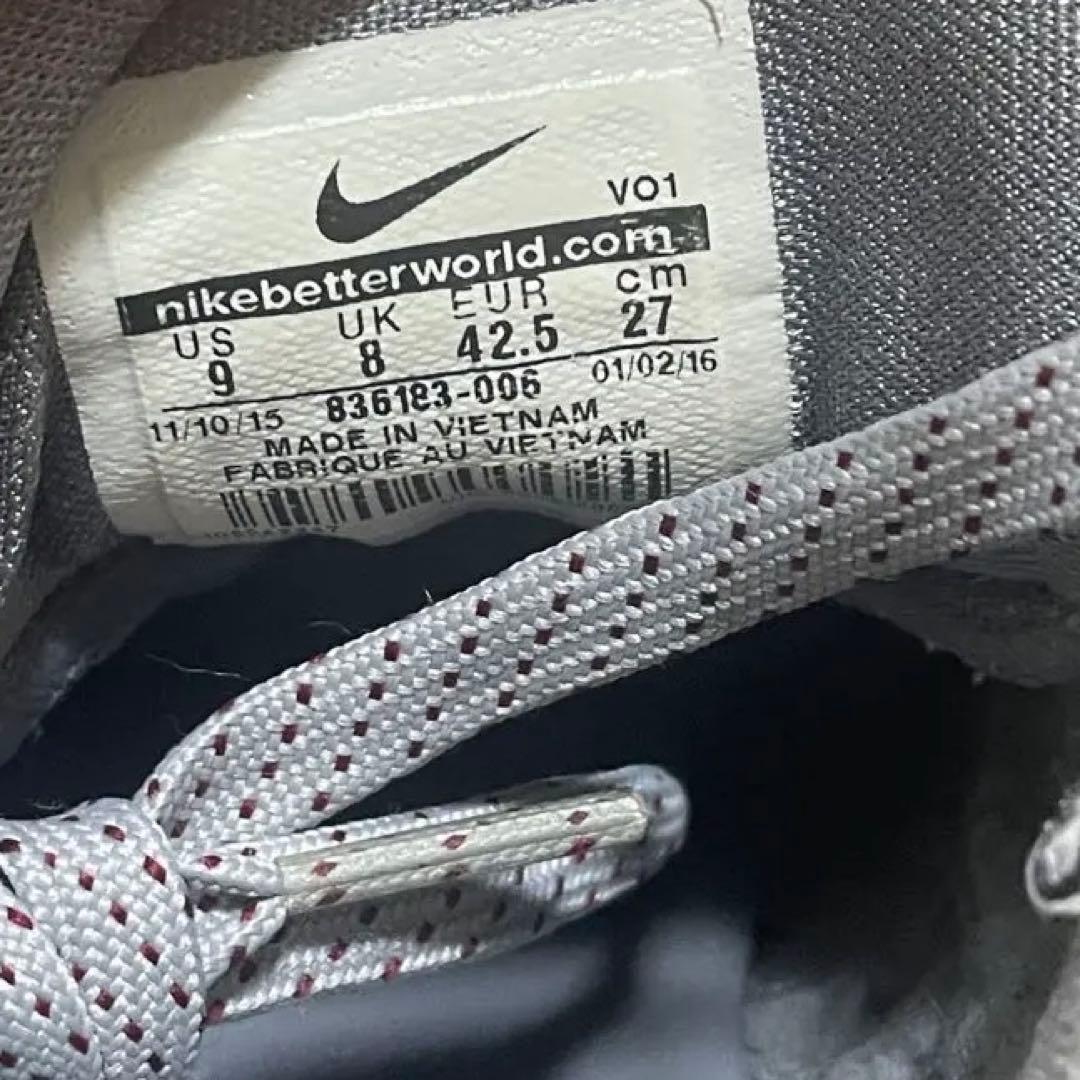 VO1
nikebetterworld.com
US UK EUR cm
9 8 42.5 27
11/10/15 836183-006 01/02/16
MADE IN VIETNAM
FABRIQUE AU VIETNAM